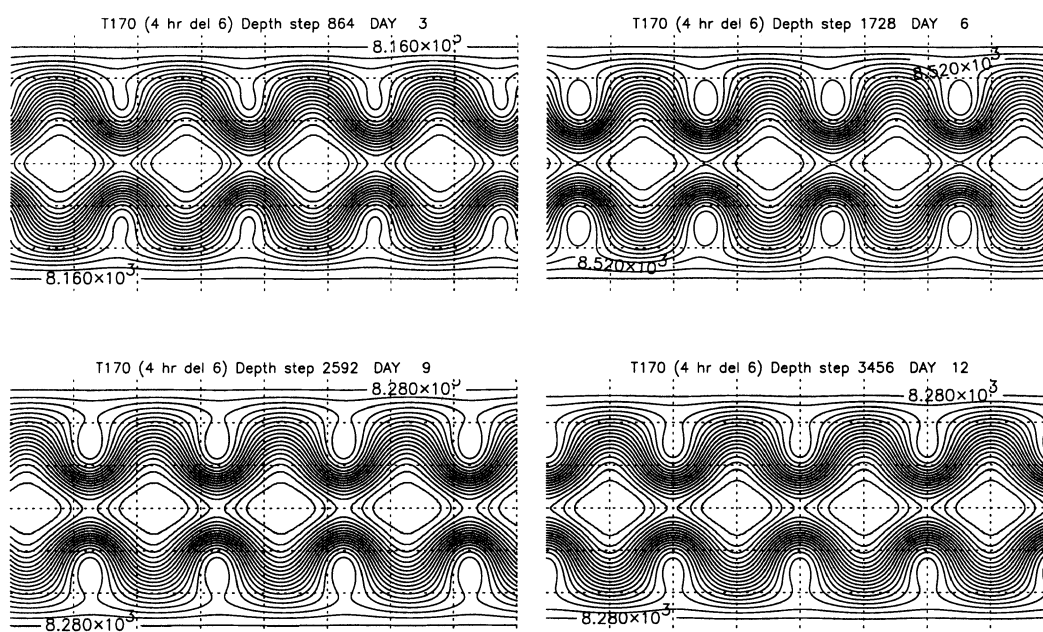 T170 (4 hr del 6) Depth step 864 DAY 3
8.160×10³
8.160×10³
T170 (4 hr del 6) Depth step 1728 DAY 6
8.520×10³
8.520×10³
T170 (4 hr del 6) Depth step 2592 DAY 9
8.280×10³
8.280×10³
T170 (4 hr del 6) Depth step 3456 DAY 12
8.280×10³
8.280×10³